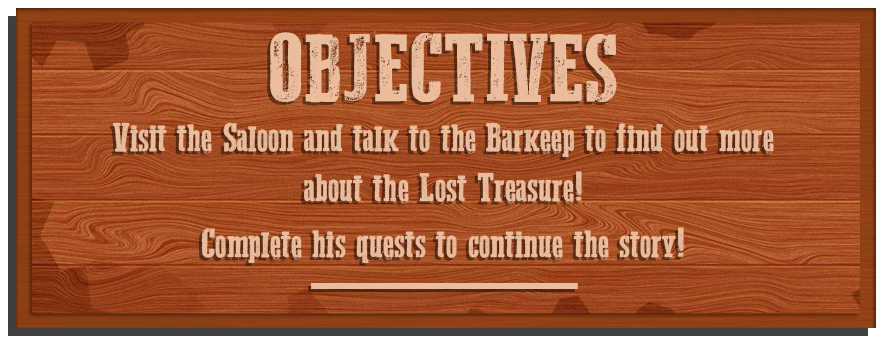 OBJECTIVES
Visit the Saloon and talk to the Barkeep to find out more
about the Lost Treasure!
Complete his quests to continue the story!